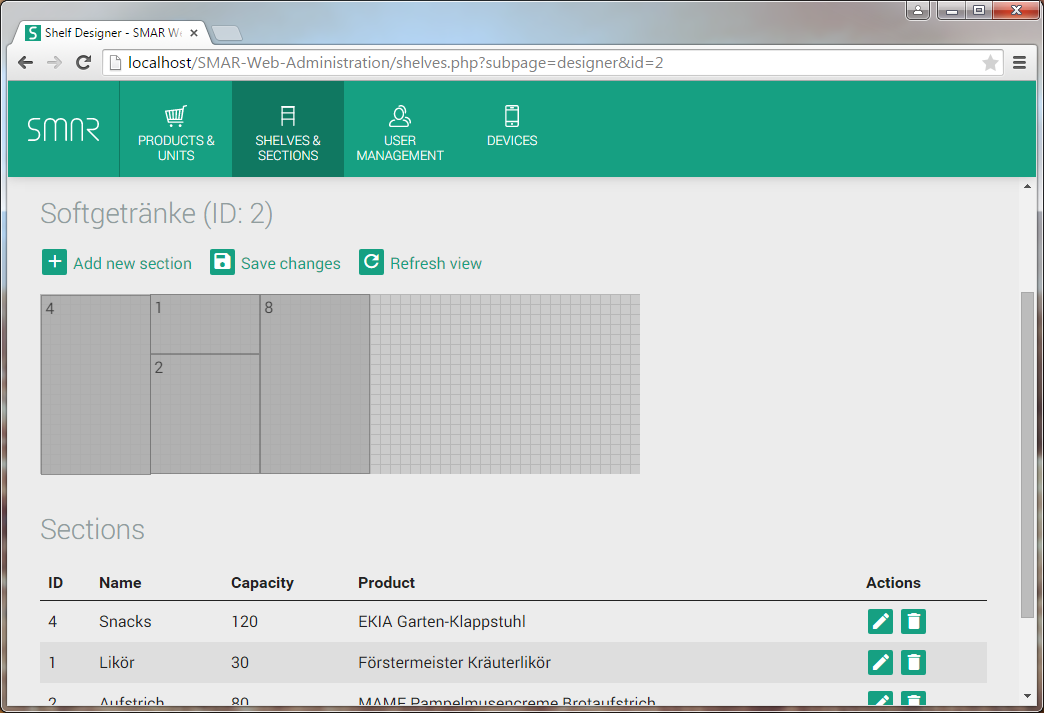 Shelf Designer - SMAR W
localhost/SMAR-Web-Administration/shelves.php?subpage=designer&id=2
SMAR
PRODUCTS &
UNITS
SHELVES &
SECTIONS
USER
MANAGEMENT
DEVICES
Softgetränke (ID: 2)
Add new section Save changes Refresh view
4 1 8
2
Sections
ID Name Capacity Product Actions
4 Snacks 120 EKIA Garten-Klappstuhl
1 Likör 30 Förstermeister Kräuterlikör
2 Aufstrich 80 MAMF Pampelmusencreme Brotaufstrich